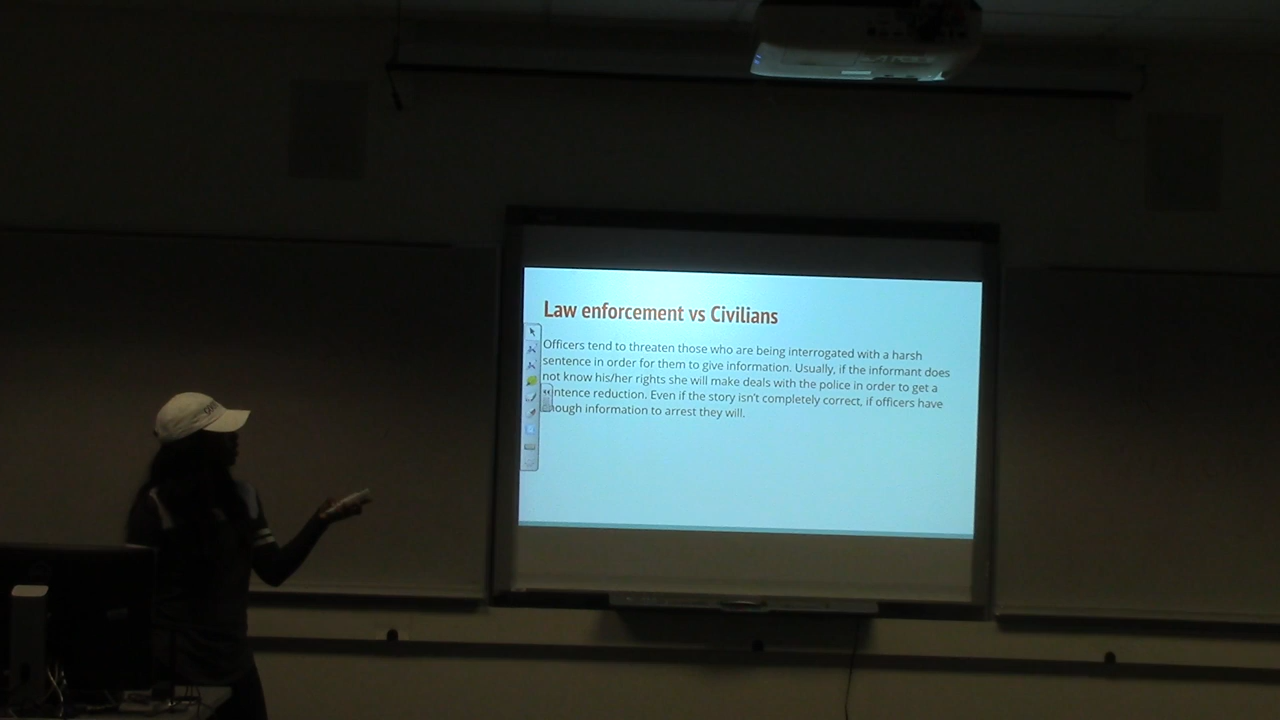 Law enforcement vs Civilians
Officers tend to threaten those who are being interrogated with a harsh
sentence in order for them to give information. Usually, if the informant does
not know his/her rights she will make deals with the police in order to get a
ntence reduction. Even if the story isn't completely correct, if officers have
nough information to arrest they will.